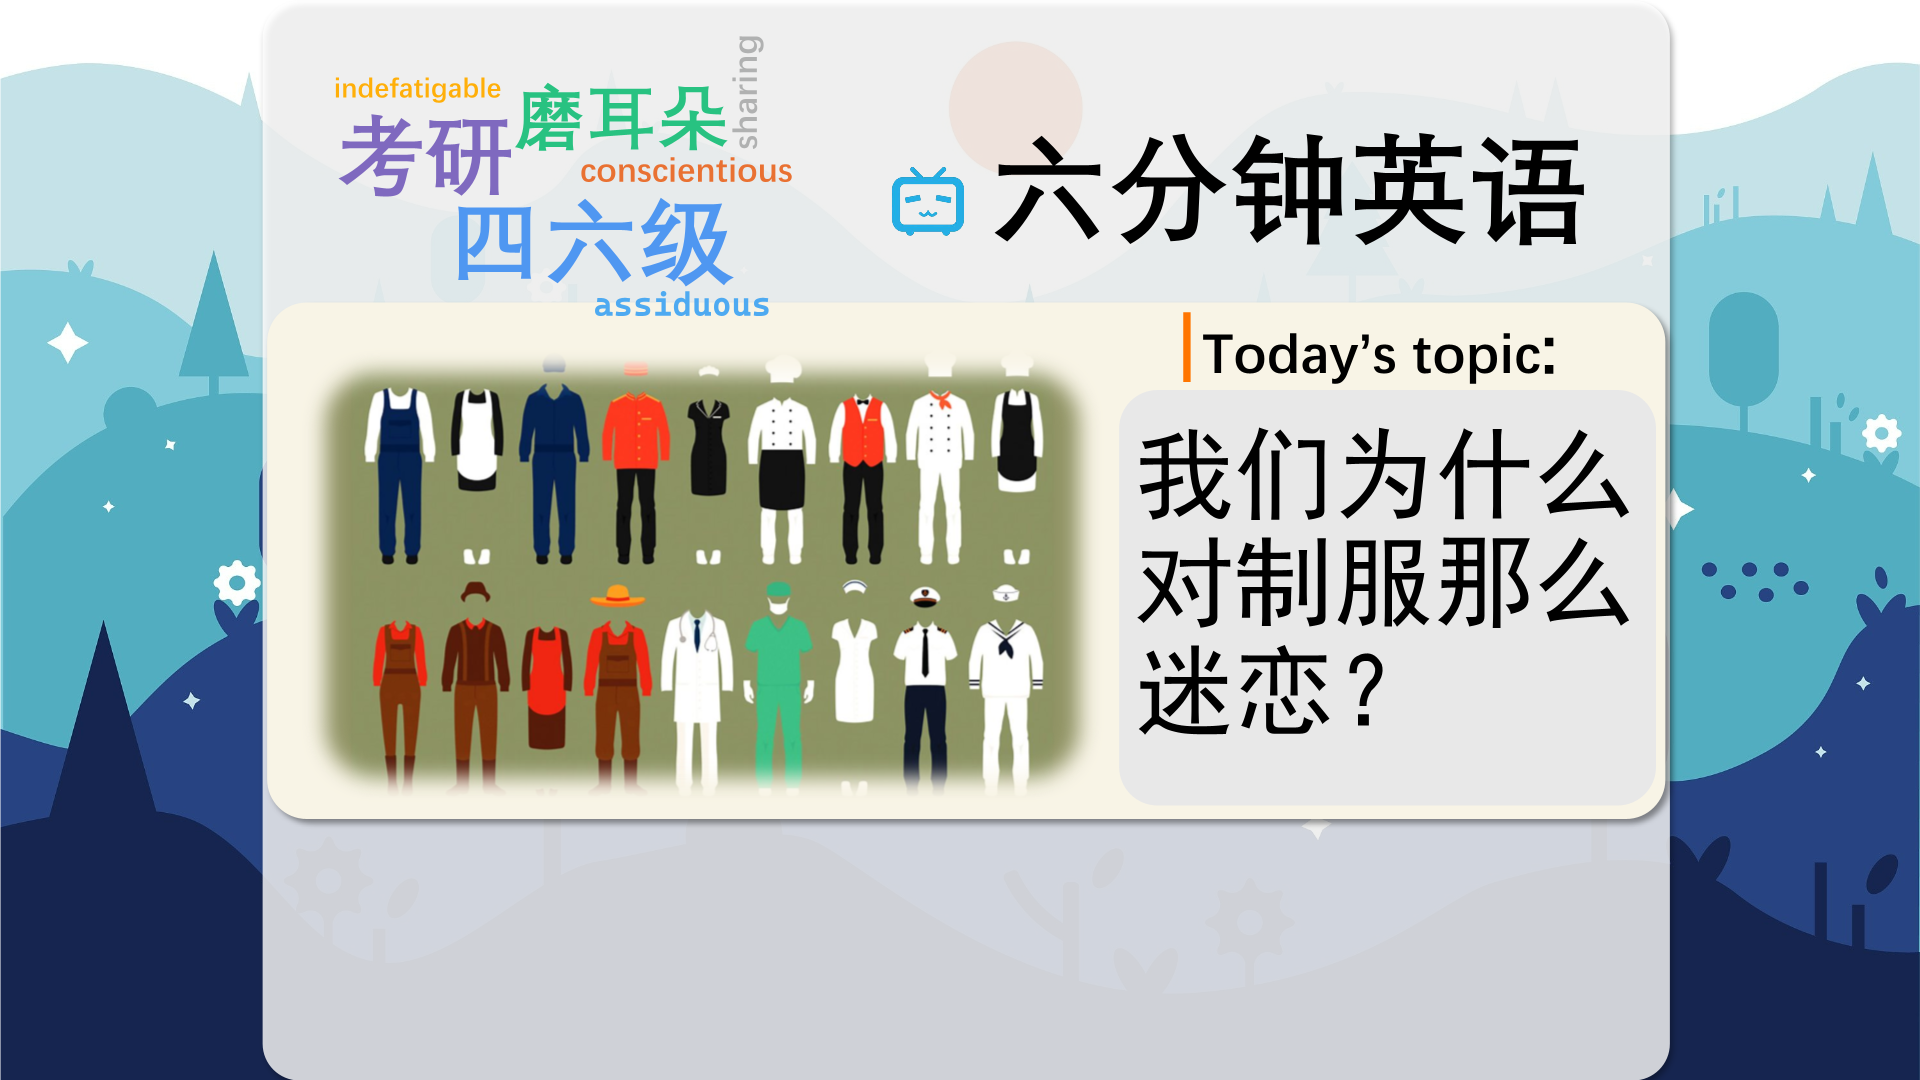 indefatigable
磨耳朵
sharing
考研
conscientious
四六级
assiduous
六分钟英语
Today’s topic:
我们为什么
对制服那么
迷恋？